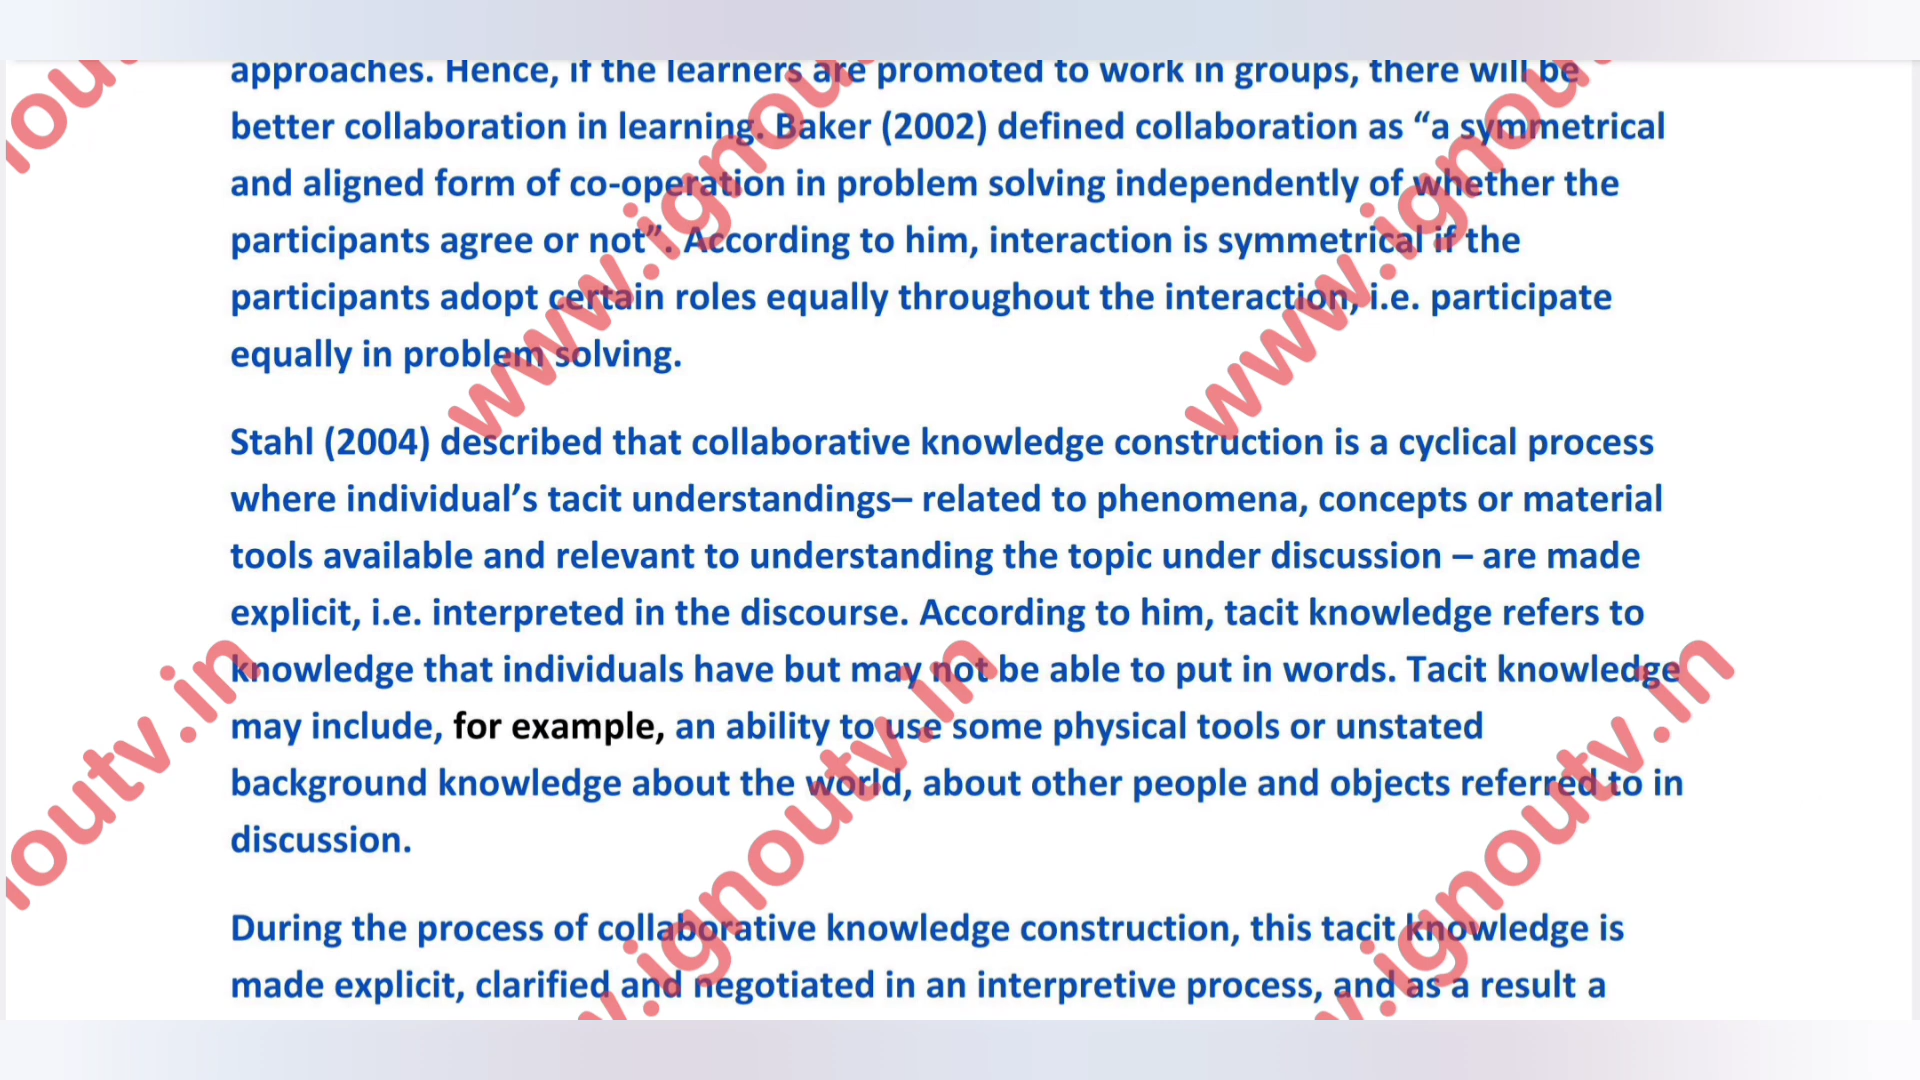 approaches. Hence, if the learners are promoted to work in groups, there will be
better collaboration in learning. Baker (2002) defined collaboration as “a symmetrical
and aligned form of co-operation in problem solving independently of whether the
participants agree or not”. According to him, interaction is symmetrical if the
participants adopt certain roles equally throughout the interaction, i.e. participate
equally in problem solving.
Stahl (2004) described that collaborative knowledge construction is a cyclical process
where individual’s tacit understandings– related to phenomena, concepts or material
tools available and relevant to understanding the topic under discussion – are made
explicit, i.e. interpreted in the discourse. According to him, tacit knowledge refers to
knowledge that individuals have but may not be able to put in words. Tacit knowledge
may include, for example, an ability to use some physical tools or unstated
background knowledge about the world, about other people and objects referred to in
discussion.
During the process of collaborative knowledge construction, this tacit knowledge is
made explicit, clarified and negotiated in an interpretive process, and as a result a
nou
www.ignou
www.ignou
noutv.in
w.ignoutv.in
w.ignoutv.in